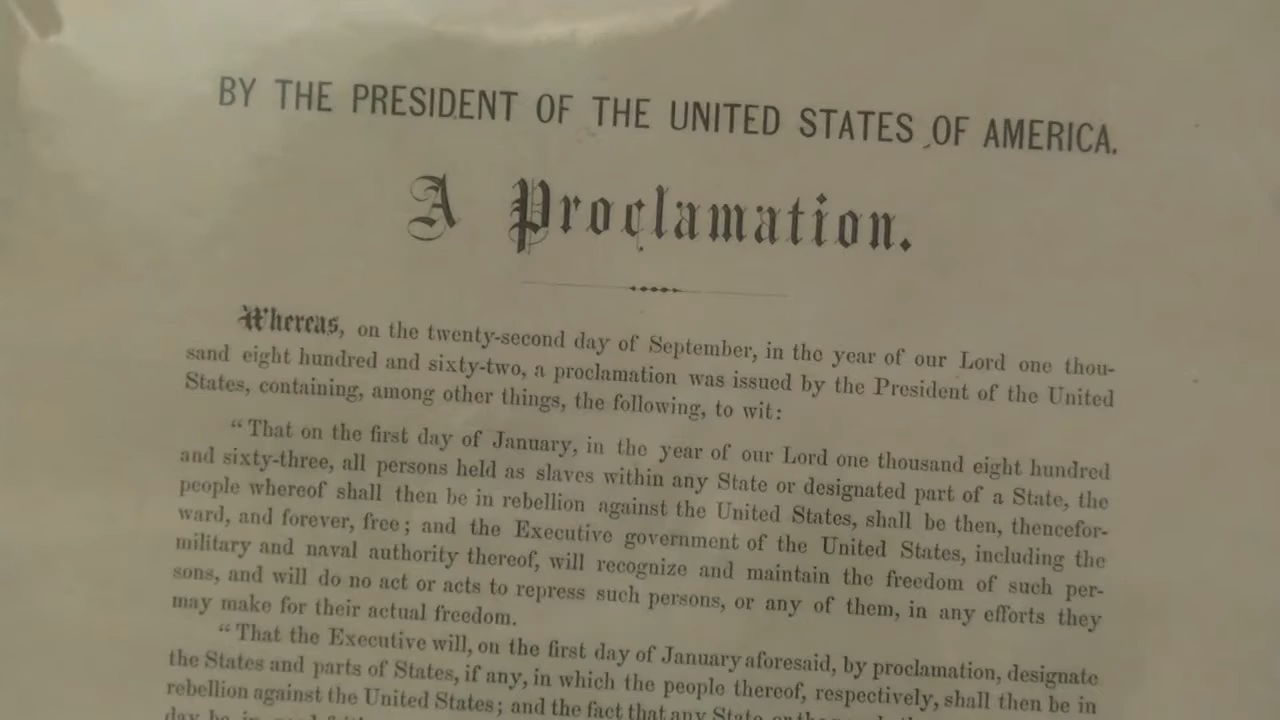 BY THE PRESIDENT OF THE UNITED STATES OF AMERICA.
A Proclamation.
Whereas, on the twenty-second day of September, in the year of our Lord one thou-
sand eight hundred and sixty-two, a proclamation was issued by the President of the United
States, containing, among other things, the following, to wit:
"That on the first day of January, in the year of our Lord one thousand eight hundred
and sixty-three, all persons held as slaves within any State or designated part of a State, the
people whereof shall then be in rebellion against the United States, shall be then, thencefor-
ward, and forever, free; and the Executive government of the United States, including the
military and naval authority thereof, will recognize and maintain the freedom of such per-
sons, and will do no act or acts to repress such persons, or any of them, in any efforts they
may make for their actual freedom.
"That the Executive will, on the first day of January aforesaid, by proclamation, designate
the States and parts of States, if any, in which the people thereof, respectively, shall then be in
rebellion against the United States; and the fact that any State, or
day be in